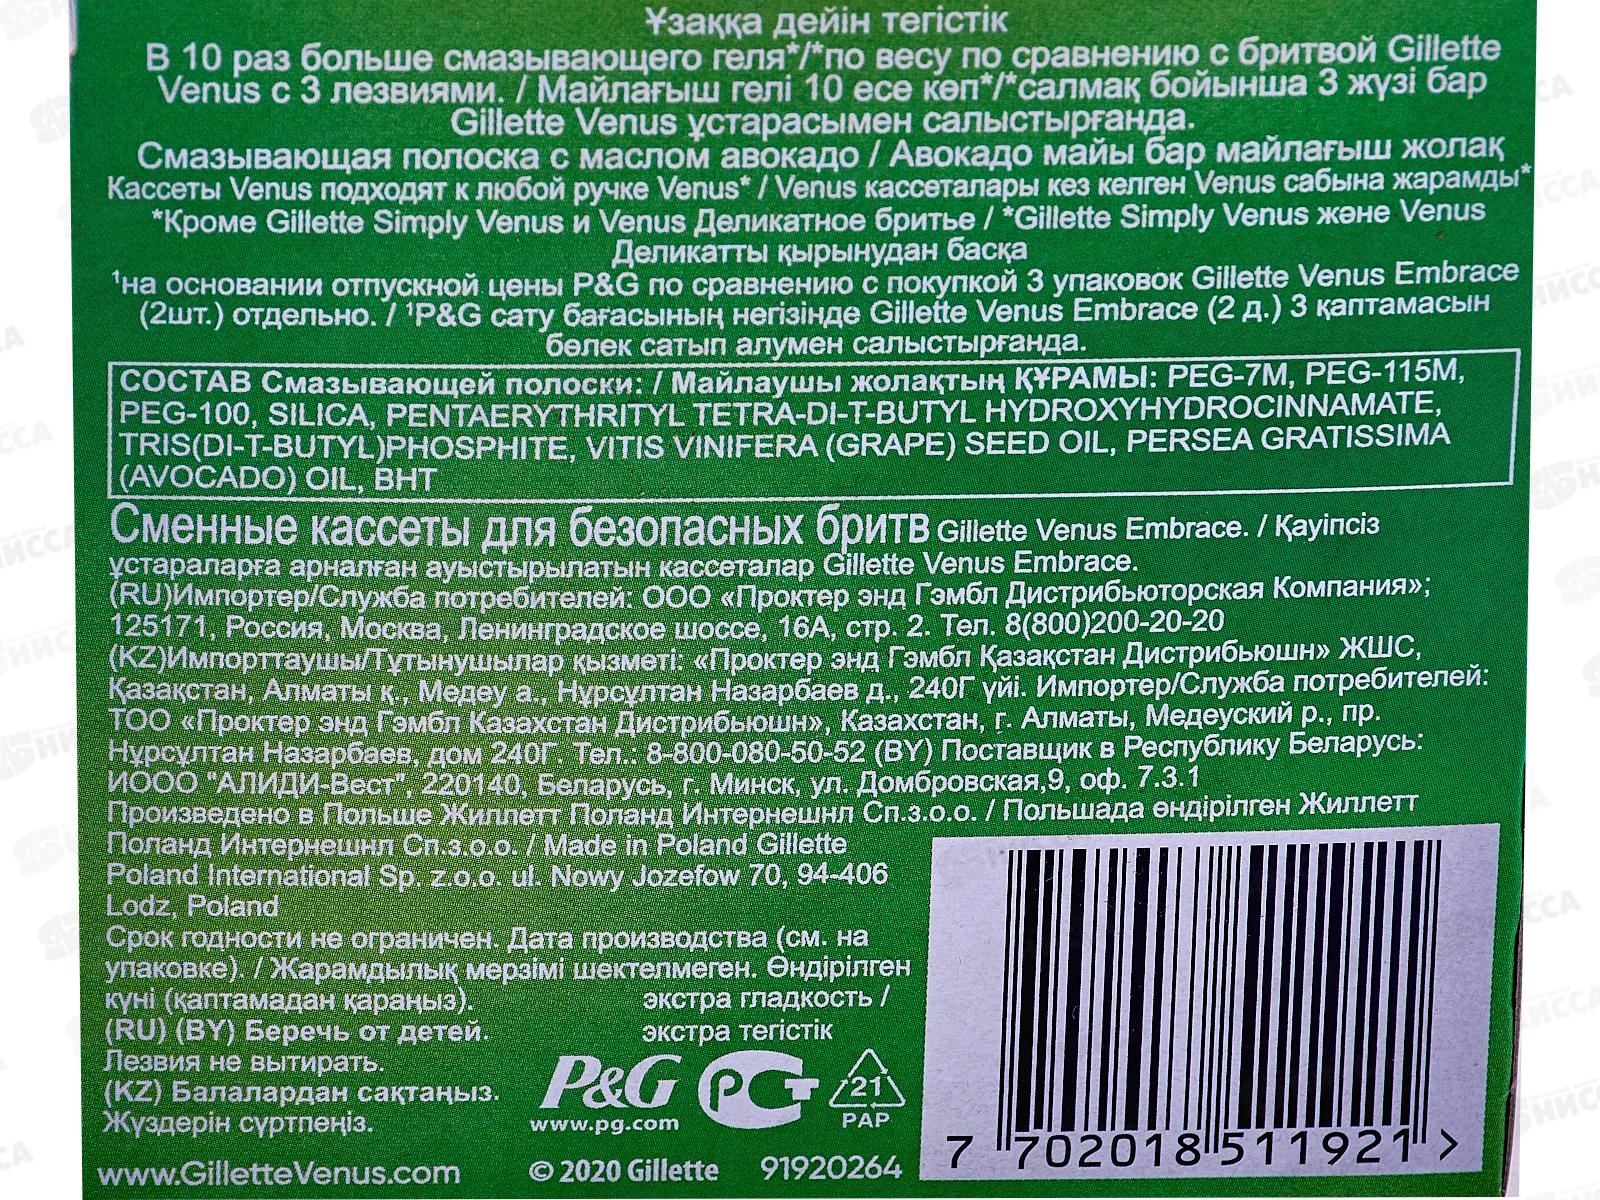 Ұзаққа дейін тегістік
В 10 раз больше смазывающего геля*/*по весу по сравнению с бритвой Gillette
Venus с 3 лезвиями. / Майлағыш гелі 10 есе көп*/*салмақ бойынша 3 жүзі бар
Gillette Venus ұстарасымен салыстырғанда.
Смазывающая полоска с маслом авокадо / Авокадо майы бар майлағыш жолақ
Кассеты Venus подходят к любой ручке Venus* / Venus кассеталары кез келген Venus сабына жарамды*
*Кроме Gillette Simply Venus и Venus Деликатное бритье / *Gillette Simply Venus және Venus
Деликатты қырынудан басқа
¹на основании отпускной цены P&G по сравнению с покупкой 3 упаковок Gillette Venus Embrace
(2шт.) отдельно. / ¹P&G сату бағасының негізінде Gillette Venus Embrace (2 д.) 3 қаптамасын
бөлек сатып алумен салыстырғанда.
СОСТАВ Смазывающей полоски: / Майлаушы жолақтың ҚҰРАМЫ: PEG-7M, PEG-115M,
PEG-100, SILICA, PENTAERYTHRITYL TETRA-DI-T-BUTYL HYDROXYHYDROCINNAMATE,
TRIS(DI-T-BUTYL)PHOSPHITE, VITIS VINIFERA (GRAPE) SEED OIL, PERSEA GRATISSIMA
(AVOCADO) OIL, BHT
Сменные кассеты для безопасных бритв Gillette Venus Embrace. / Қауіпсіз
ұстараларға арналған ауыстырылатын кассеталар Gillette Venus Embrace.
(RU)Импортер/Служба потребителей: ООО «Проктер энд Гэмбл Дистрибьюторская Компания»;
125171, Россия, Москва, Ленинградское шоссе, 16А, стр. 2. Тел. 8(800)200-20-20
(KZ)Импорттаушы/Тұтынушылар қызметі: «Проктер энд Гэмбл Қазақстан Дистрибьюшн» ЖШС,
Қазақстан, Алматы қ., Медеу а., Нұрсұлтан Назарбаев д., 240Г үйі. Импортер/Служба потребителей:
ТОО «Проктер энд Гэмбл Казахстан Дистрибьюшн», Казахстан, г. Алматы, Медеуский р., пр.
Нұрсұлтан Назарбаев, дом 240Г. Тел.: 8-800-080-50-52 (BY) Поставщик в Республику Беларусь:
ИООО "АЛИДИ-Вест", 220140, Беларусь, г. Минск, ул. Домбровская,9, оф. 7.3.1
Произведено в Польше Жиллетт Поланд Интернешнл Сп.з.о.о. / Польшада өндірілген Жиллетт
Поланд Интернешнл Сп.з.о.о. / Made in Poland Gillette
Poland International Sp. z.o.o. ul. Nowy Jozefow 70, 94-406
Lodz, Poland
Срок годности не ограничен. Дата производства (см. на
упаковке). / Жарамдылық мерзімі шектелмеген. Өндірілген
күні (қаптамадан қараңыз).
экстра гладкость /
экстра тегістік
(RU) (BY) Беречь от детей.
Лезвия не вытирать.
(KZ) Балалардан сақтаңыз.
Жүздерін сүртпеңіз.
P&G
www.pg.com
РСТ
21
PAP
www.GilletteVenus.com
© 2020 Gillette
91920264
7 702018 511921 >